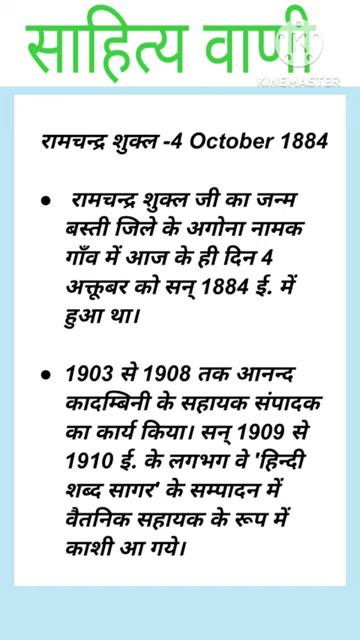 साहित्य वाणी
KINEMASTER
रामचन्द्र शुक्ल -4 October 1884
● रामचन्द्र शुक्ल जी का जन्म
बस्ती जिले के अगोना नामक
गाँव में आज के ही दिन 4
अक्तूबर को सन् 1884 ई. में
हुआ था।
● 1903 से 1908 तक आनन्द
कादम्बिनी के सहायक संपादक
का कार्य किया। सन् 1909 से
1910 ई. के लगभग वे 'हिन्दी
शब्द सागर' के सम्पादन में
वैतनिक सहायक के रूप में
काशी आ गये।